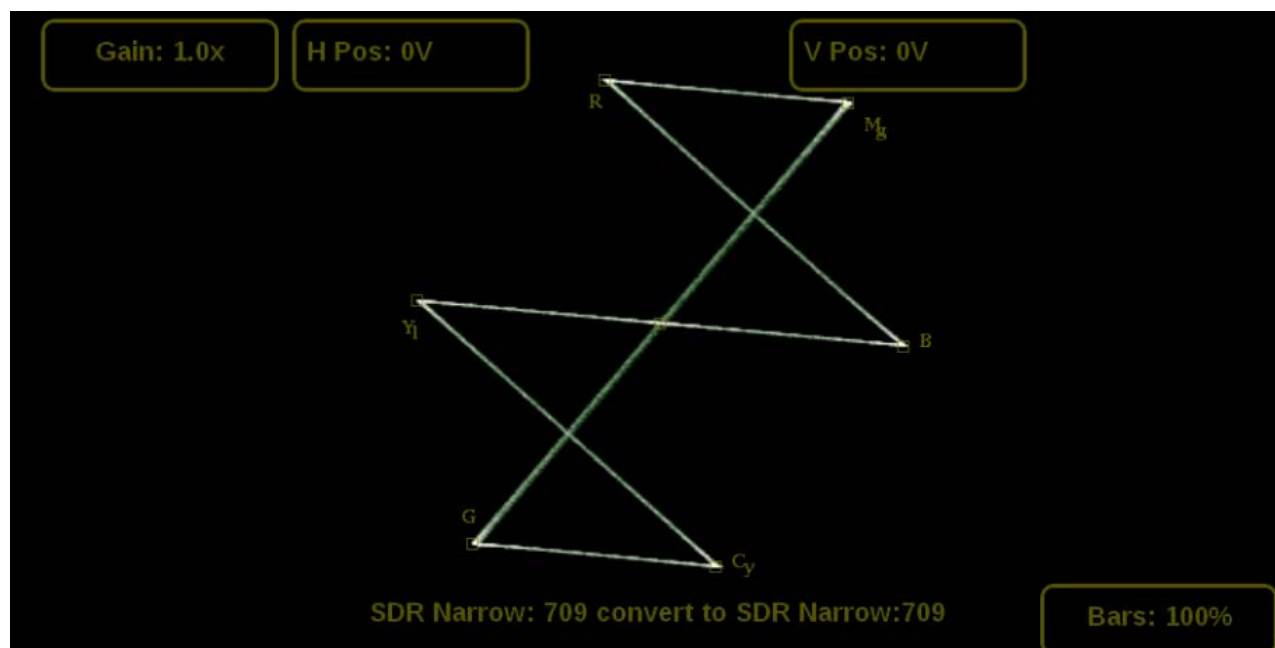 Gain: 1.0x
H Pos: 0V
V Pos: 0V
R
Mg
Yl
B
G
Cy
SDR Narrow: 709 convert to SDR Narrow:709
Bars: 100%